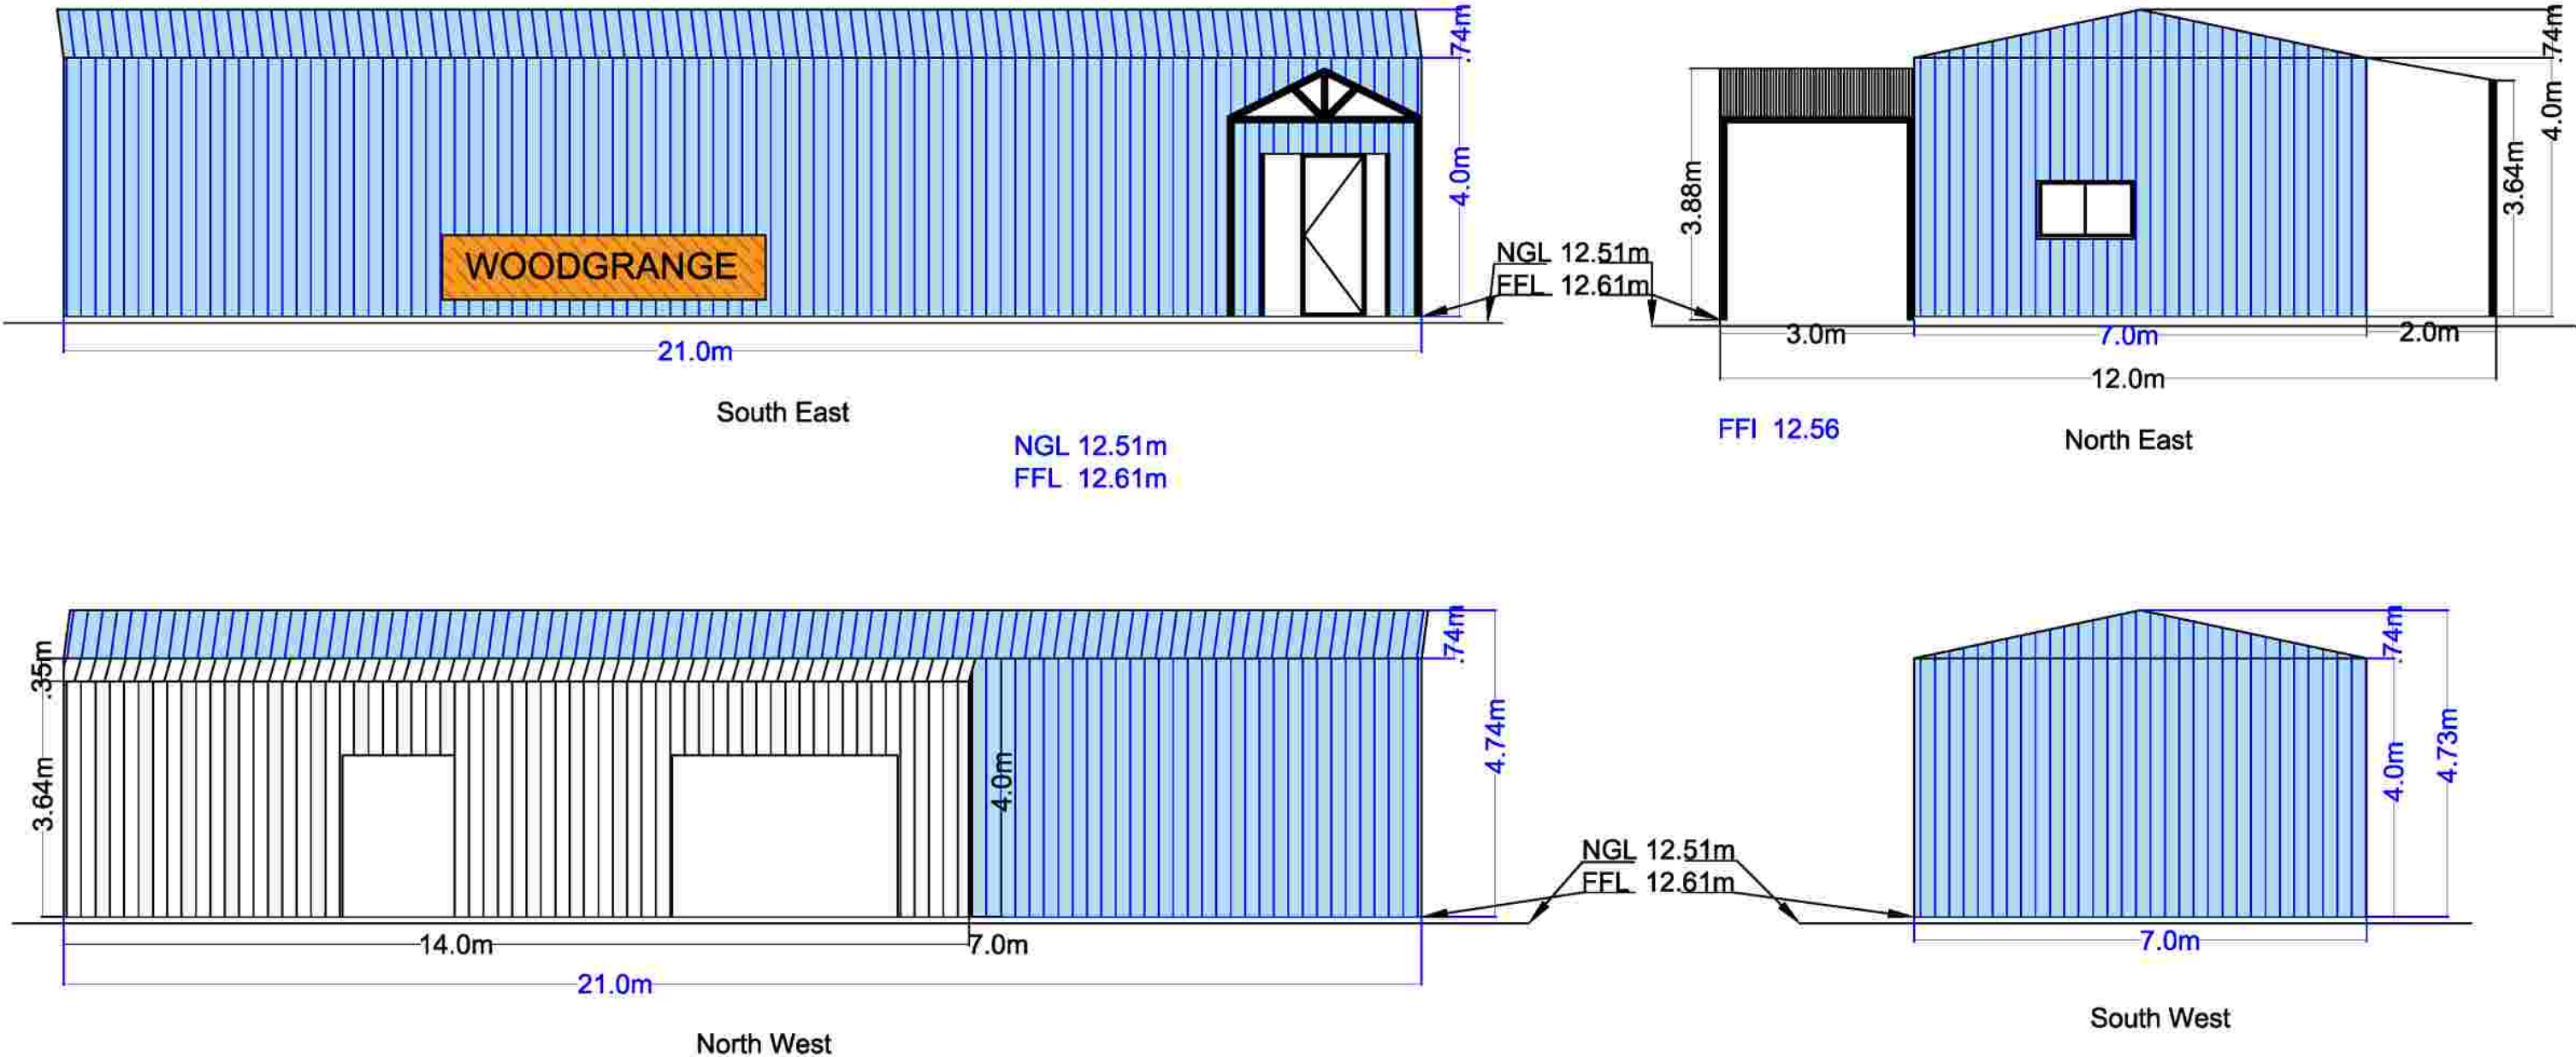 .74m
4.0m
WOODGRANGE
21.0m
South East
NGL 12.51m
FFL 12.61m
NGL 12.51m
FFL 12.61m
.74m
4.0m
3.88m
3.64m
3.0m
7.0m
2.0m
12.0m
FFl 12.56
North East
.35m
3.64m
4.0m
.74m
4.74m
14.0m
7.0m
21.0m
North West
NGL 12.51m
FFL 12.61m
.74m
4.0m
4.73m
7.0m
South West